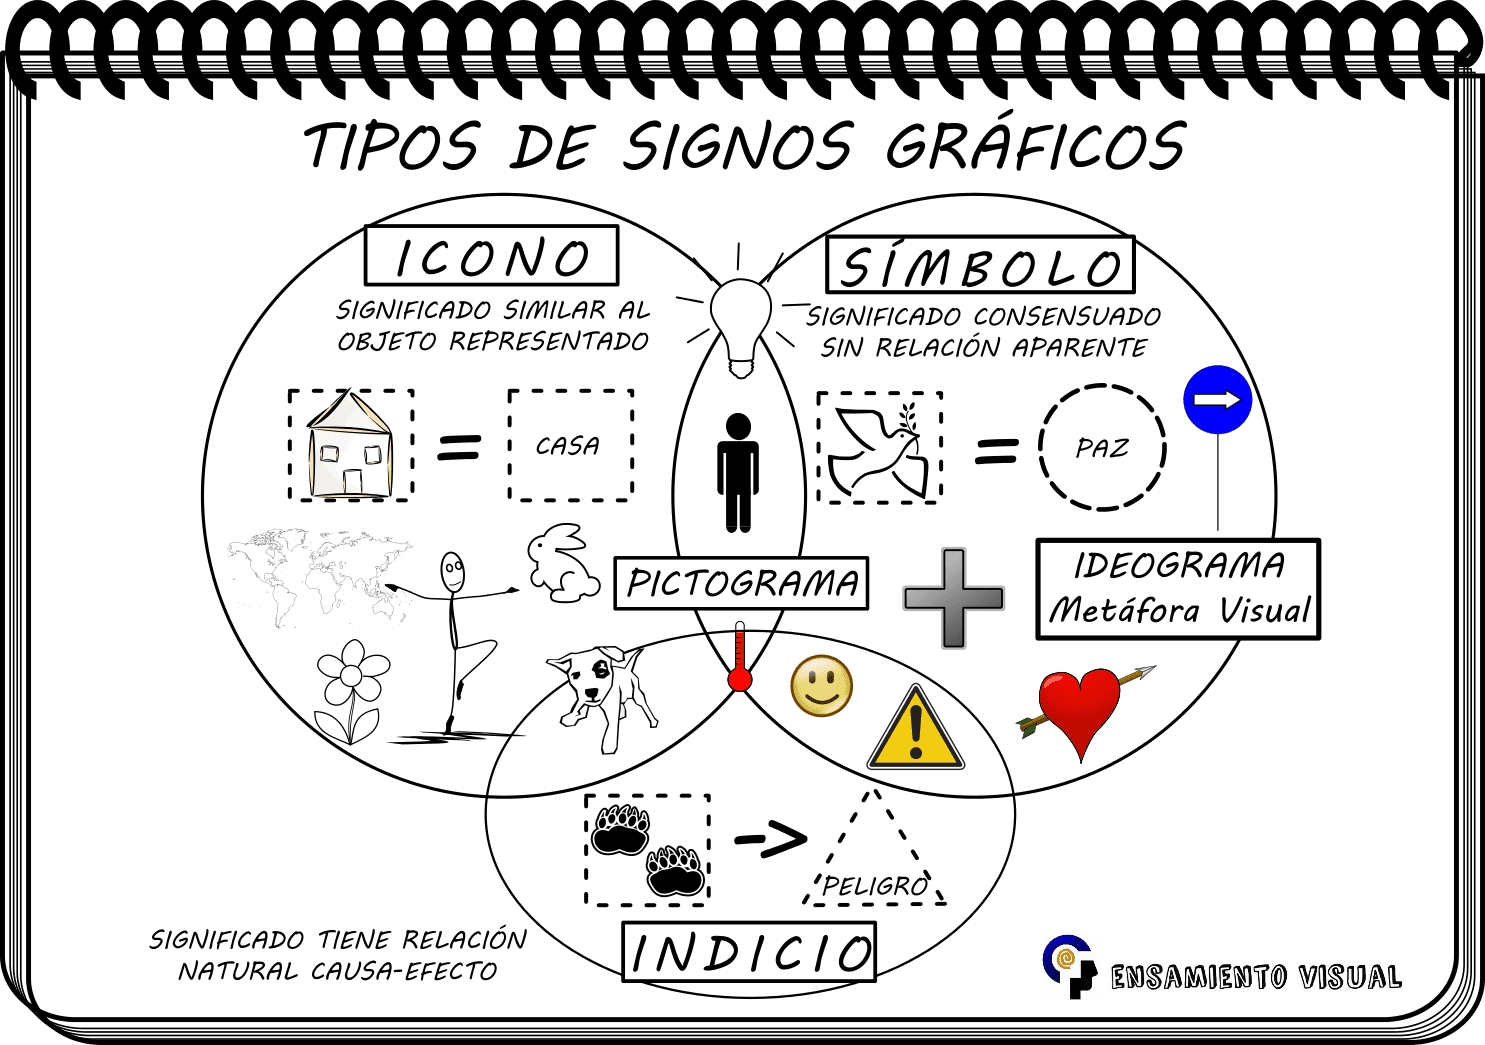 TIPOS DE SIGNOS GRÁFICOS
ICONO
SIGNIFICADO SIMILAR AL
OBJETO REPRESENTADO
CASA
SÍMBOLO
SIGNIFICADO CONSENSUADO
SIN RELACIÓN APARENTE
PAZ
PICTOGRAMA
IDEOGRAMA
Metáfora Visual
PELIGRO
INDICIO
SIGNIFICADO TIENE RELACIÓN
NATURAL CAUSA-EFECTO
PENSAMIENTO VISUAL